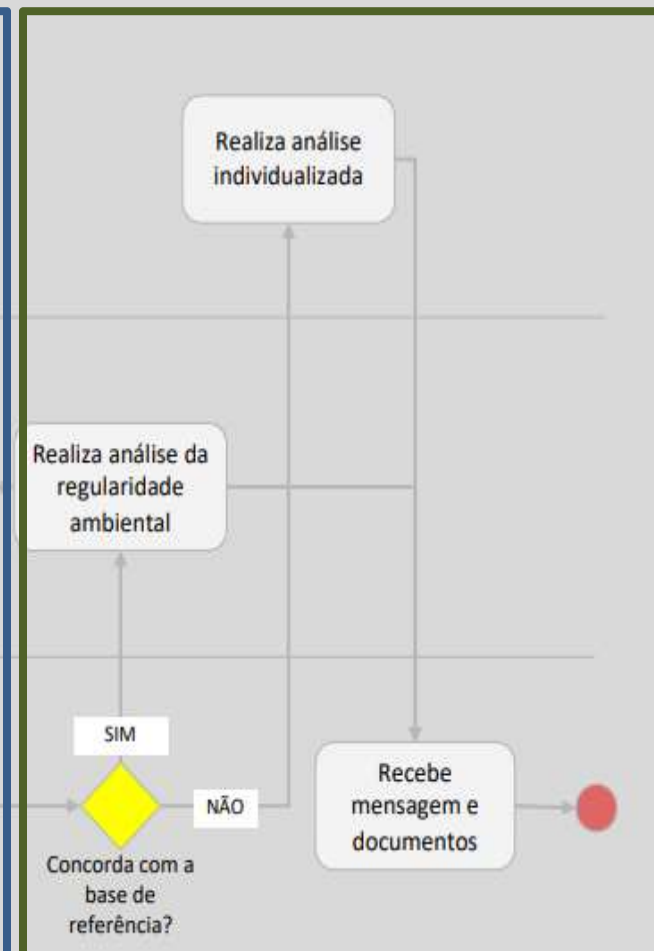 Realiza análise
individualizada
Realiza análise da
regularidade
ambiental
SIM
NÃO
Concorda com a
base de
referência?
Recebe
mensagem e
documentos